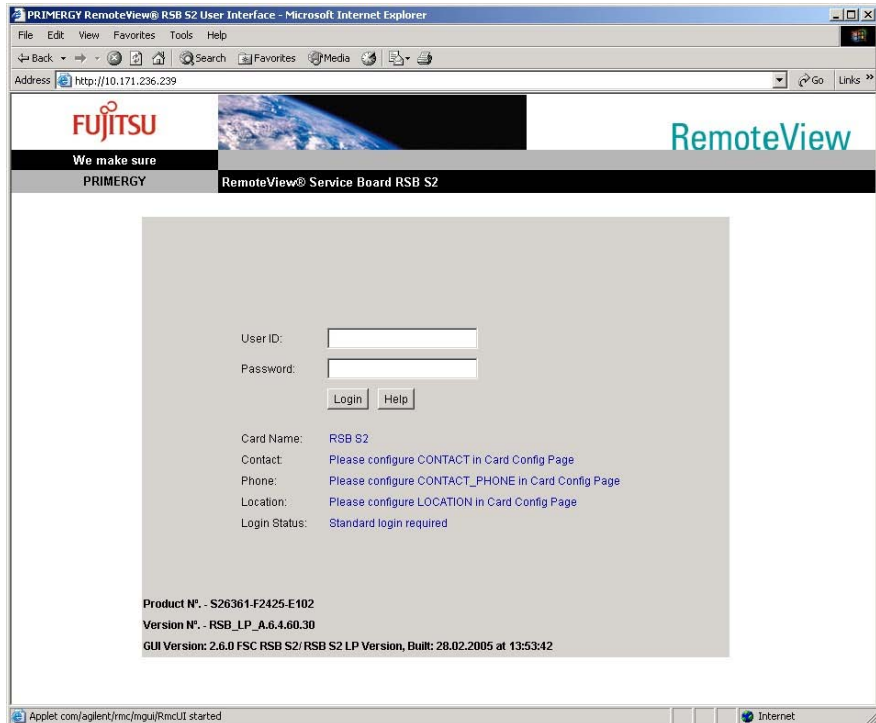 PRIMERGY RemoteView® RSB S2 User Interface - Microsoft Internet Explorer
File Edit View Favorites Tools Help
Back Search Favorites Media
Address http://10.171.236.239 Go Links »
FUJITSU
RemoteView
We make sure
PRIMERGY RemoteView® Service Board RSB S2
User ID:
Password:
Login Help
Card Name: RSB S2
Contact: Please configure CONTACT in Card Config Page
Phone: Please configure CONTACT_PHONE in Card Config Page
Location: Please configure LOCATION in Card Config Page
Login Status: Standard login required
Product Nº. - S26361-F2425-E102
Version Nº. - RSB_LP_A.6.4.60.30
GUI Version: 2.6.0 FSC RSB S2/ RSB S2 LP Version, Built: 28.02.2005 at 13:53:42
Applet com/agilent/rmc/mgui/RmcUI started Internet